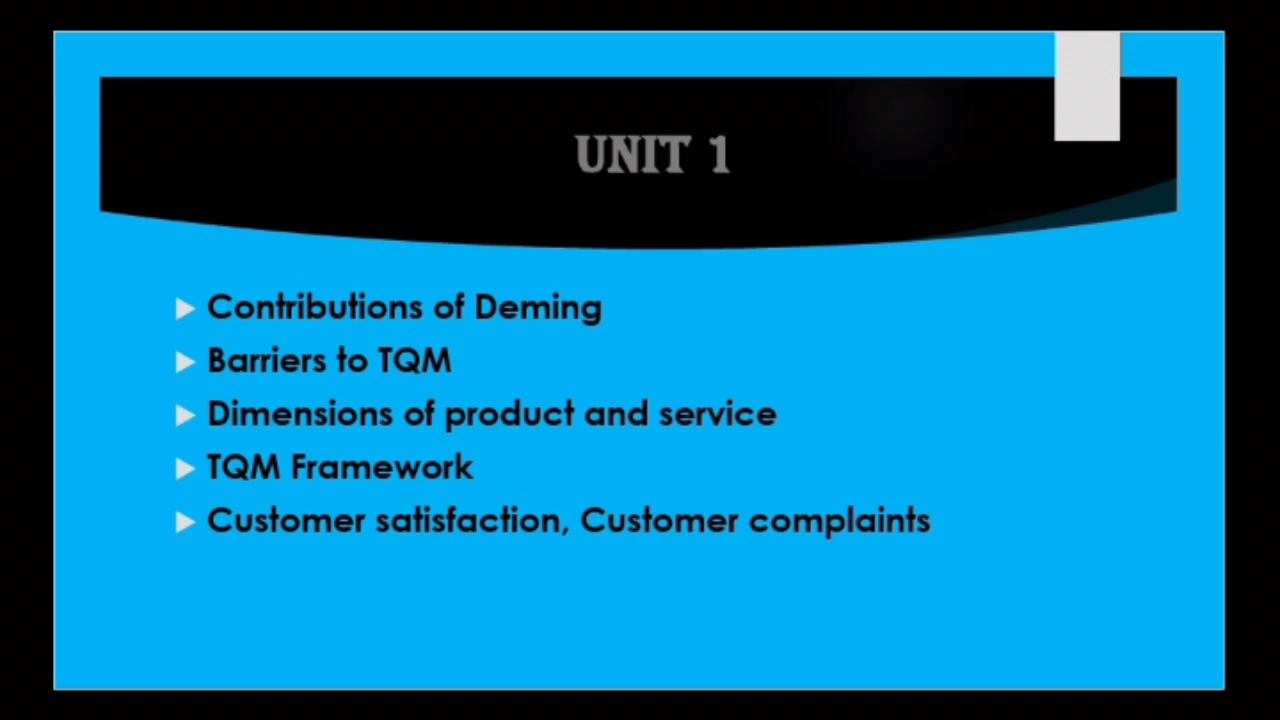 UNIT 1
Contributions of Deming
Barriers to TQM
Dimensions of product and service
TQM Framework
Customer satisfaction, Customer complaints